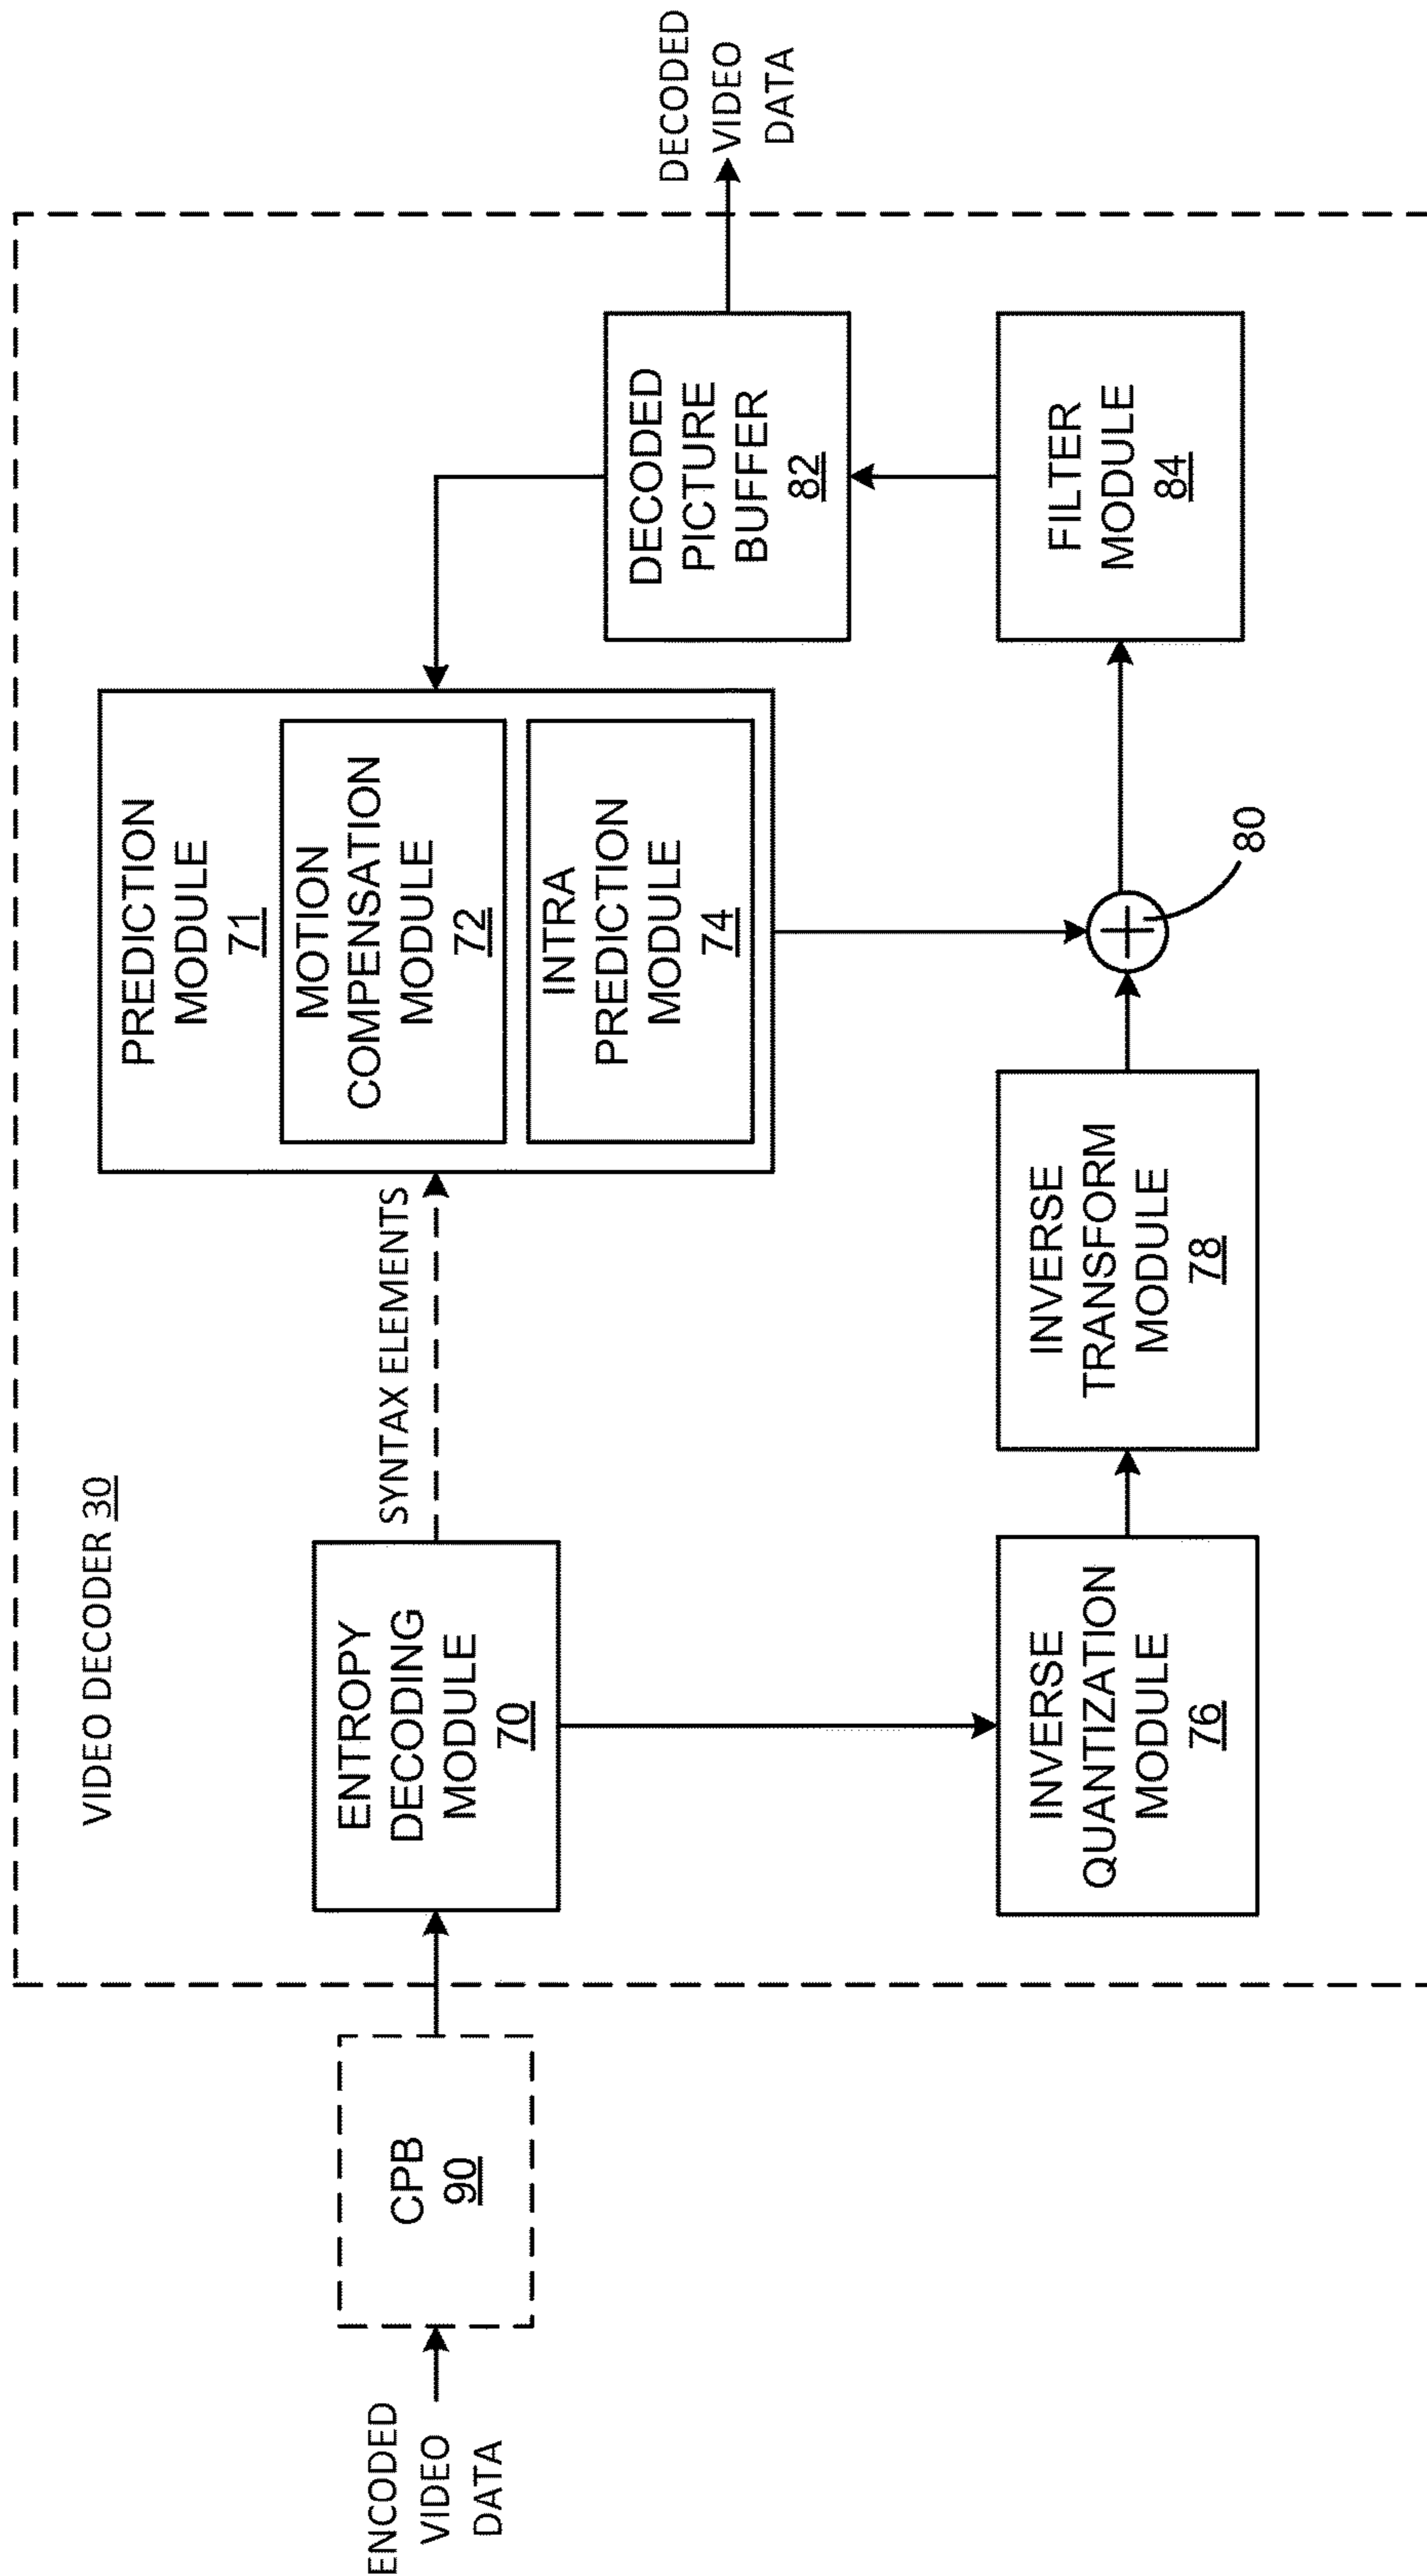 VIDEO DECODER 30
ENCODED
VIDEO
DATA
CPB
90
ENTROPY
DECODING
MODULE
70
SYNTAX ELEMENTS
PREDICTION
MODULE
71
MOTION
COMPENSATION
MODULE
72
INTRA
PREDICTION
MODULE
74
DECODED
PICTURE
BUFFER
82
DECODED
VIDEO
DATA
INVERSE
QUANTIZATION
MODULE
76
INVERSE
TRANSFORM
MODULE
78
80
FILTER
MODULE
84